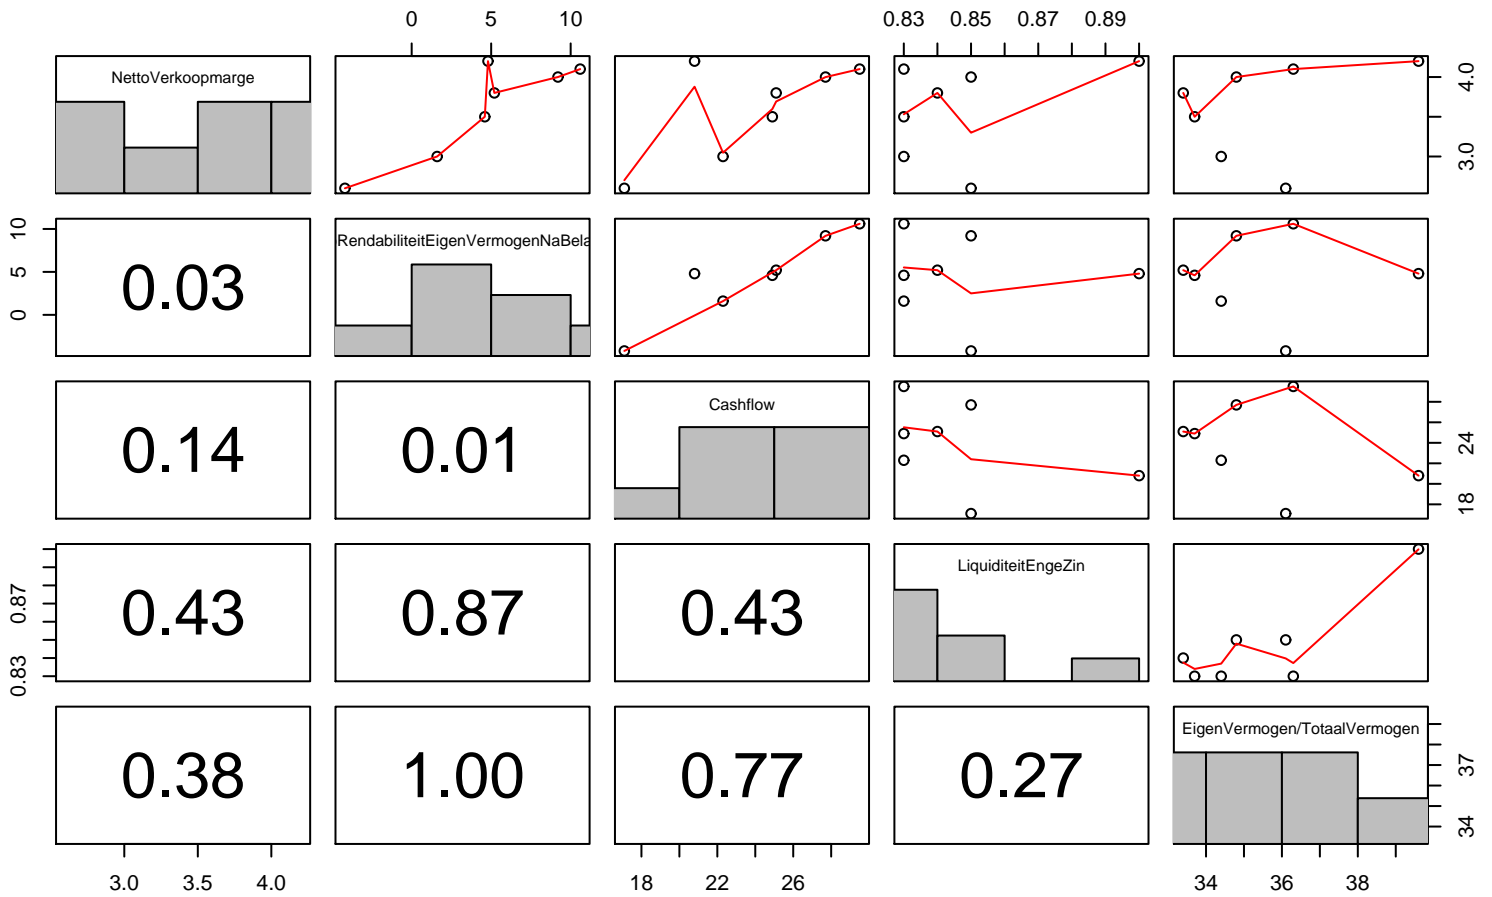 0 5 10
0.83 0.85 0.87 0.89
NettoVerkoopmarge
3.0 4.0
0 5 10
0.03
RendabiliteitEigenVermogenNaBela
0.14
0.01
Cashflow
18 24
0.83 0.87
0.43
0.87
0.43
LiquiditeitEngeZin
0.38
1.00
0.77
0.27
EigenVermogen/TotaalVermogen
34 37
3.0 3.5 4.0
18 22 26
34 36 38